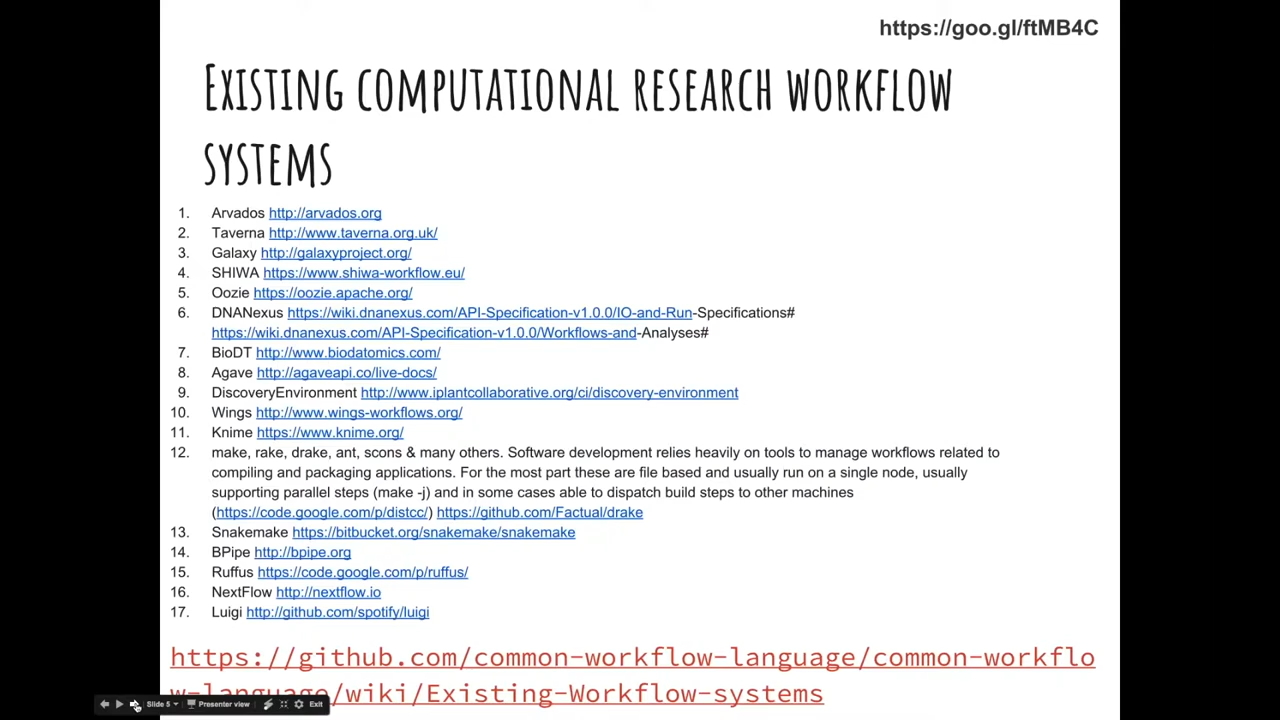 https://goo.gl/ftMB4C
Existing computational research workflow
systems
1. Arvados http://arvados.org
2. Taverna http://www.taverna.org.uk/
3. Galaxy http://galaxyproject.org/
4. SHIWA https://www.shiwa-workflow.eu/
5. Oozie https://oozie.apache.org/
6. DNANexus https://wiki.dnanexus.com/API-Specification-v1.0.0/IO-and-Run-Specifications#
https://wiki.dnanexus.com/API-Specification-v1.0.0/Workflows-and-Analyses#
7. BioDT http://www.biodatomics.com/
8. Agave http://agaveapi.co/live-docs/
9. DiscoveryEnvironment http://www.iplantcollaborative.org/ci/discovery-environment
10. Wings http://www.wings-workflows.org/
11. Knime https://www.knime.org/
12. make, rake, drake, ant, scons & many others. Software development relies heavily on tools to manage workflows related to
compiling and packaging applications. For the most part these are file based and usually run on a single node, usually
supporting parallel steps (make -j) and in some cases able to dispatch build steps to other machines
(https://code.google.com/p/distcc/) https://github.com/Factual/drake
13. Snakemake https://bitbucket.org/snakemake/snakemake
14. BPipe http://bpipe.org
15. Ruffus https://code.google.com/p/ruffus/
16. NextFlow http://nextflow.io
17. Luigi http://github.com/spotify/luigi
https://github.com/common-workflow-language/common-workflo
w-language/wiki/Existing-Workflow-systems
Slide 5 Presenter view Exit